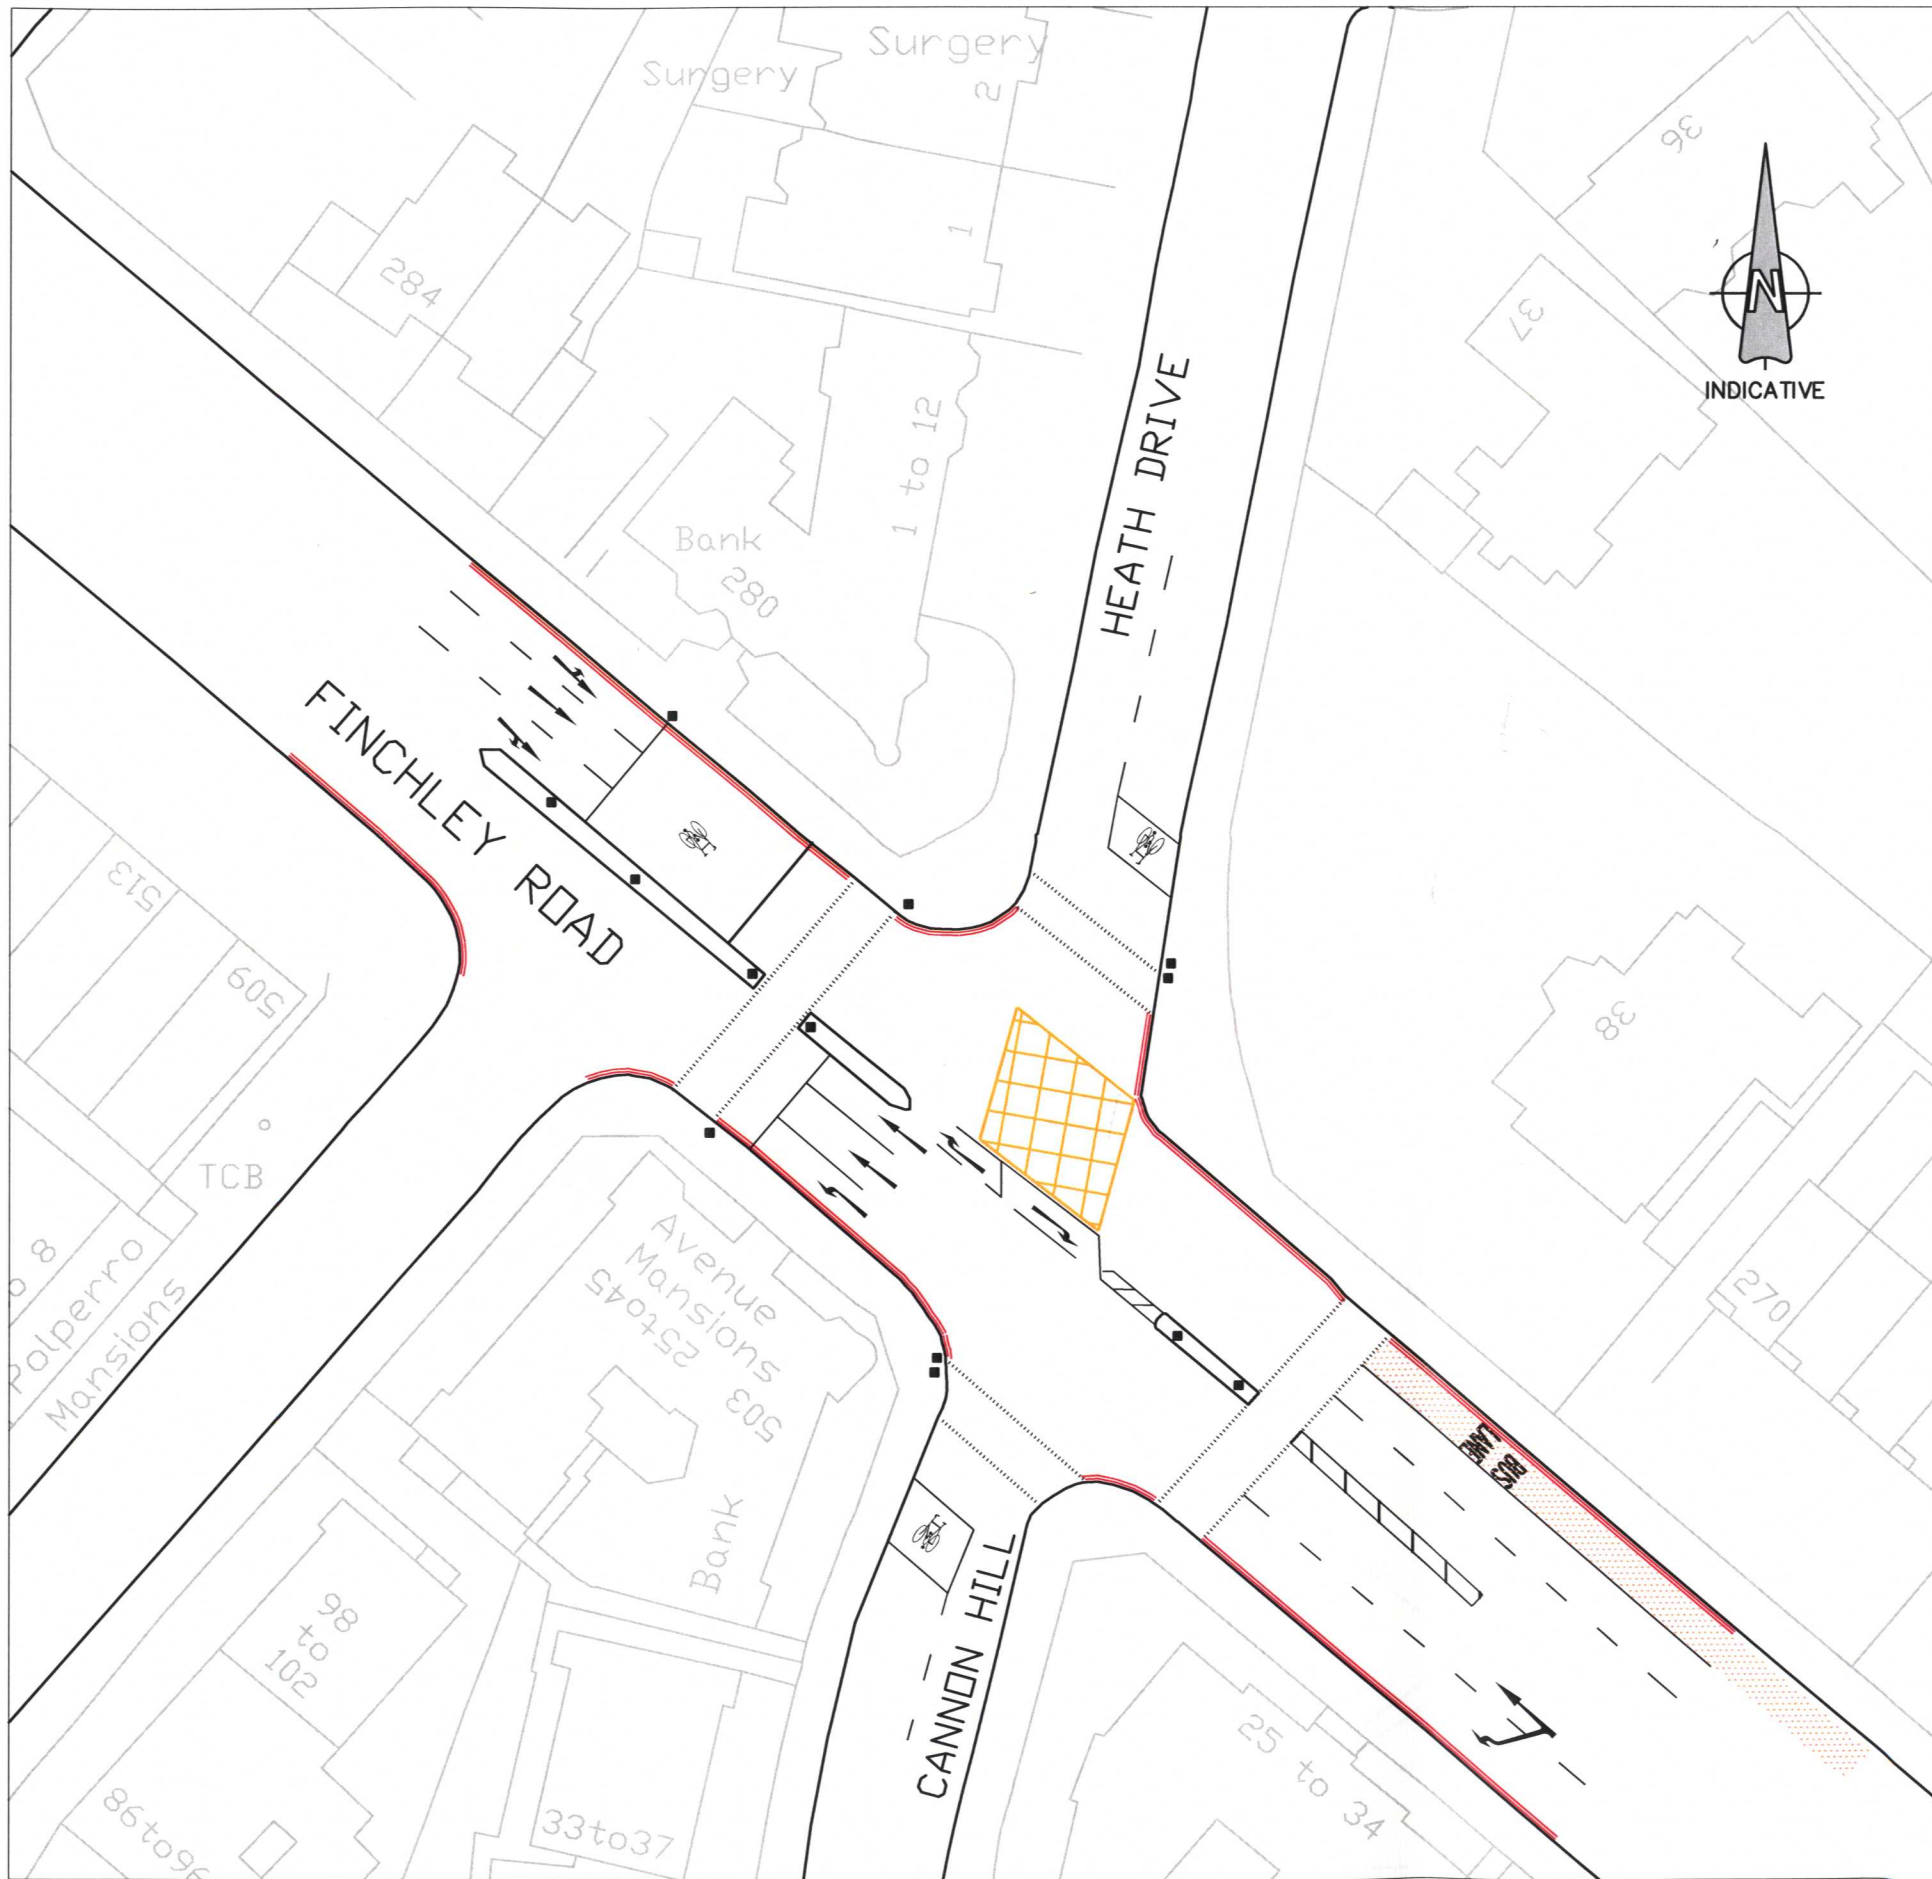 Surgery
Surgery
2
36
1
284
37
N
INDICATIVE
HEATH DRIVE
1 to 12
Bank
280
FINCHLEY ROAD
513
509
38
TCB
8
Polperro
Mansions
Avenue
Mansions
25to45
503
Bank
270
BUS
LANE
CANNON HILL
98
to
102
86to96
33to37
25 to 34